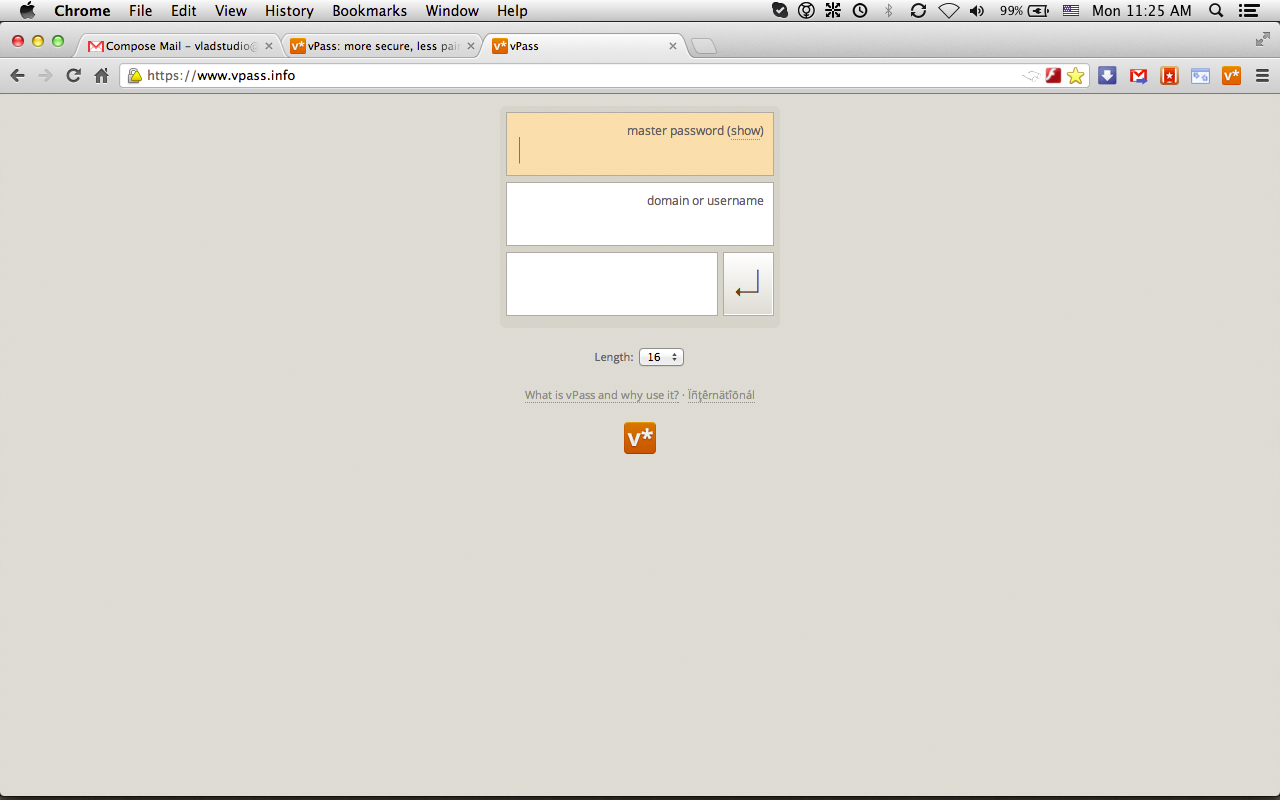 Chrome File Edit View History Bookmarks Window Help 99% Mon 11:25 AM
Compose Mail – vladstudio@ v* vPass: more secure, less pain v* vPass
https://www.vpass.info v*
master password (show)
domain or username
Length: 16
What is vPass and why use it? · Îñţêrnätîônál
v*